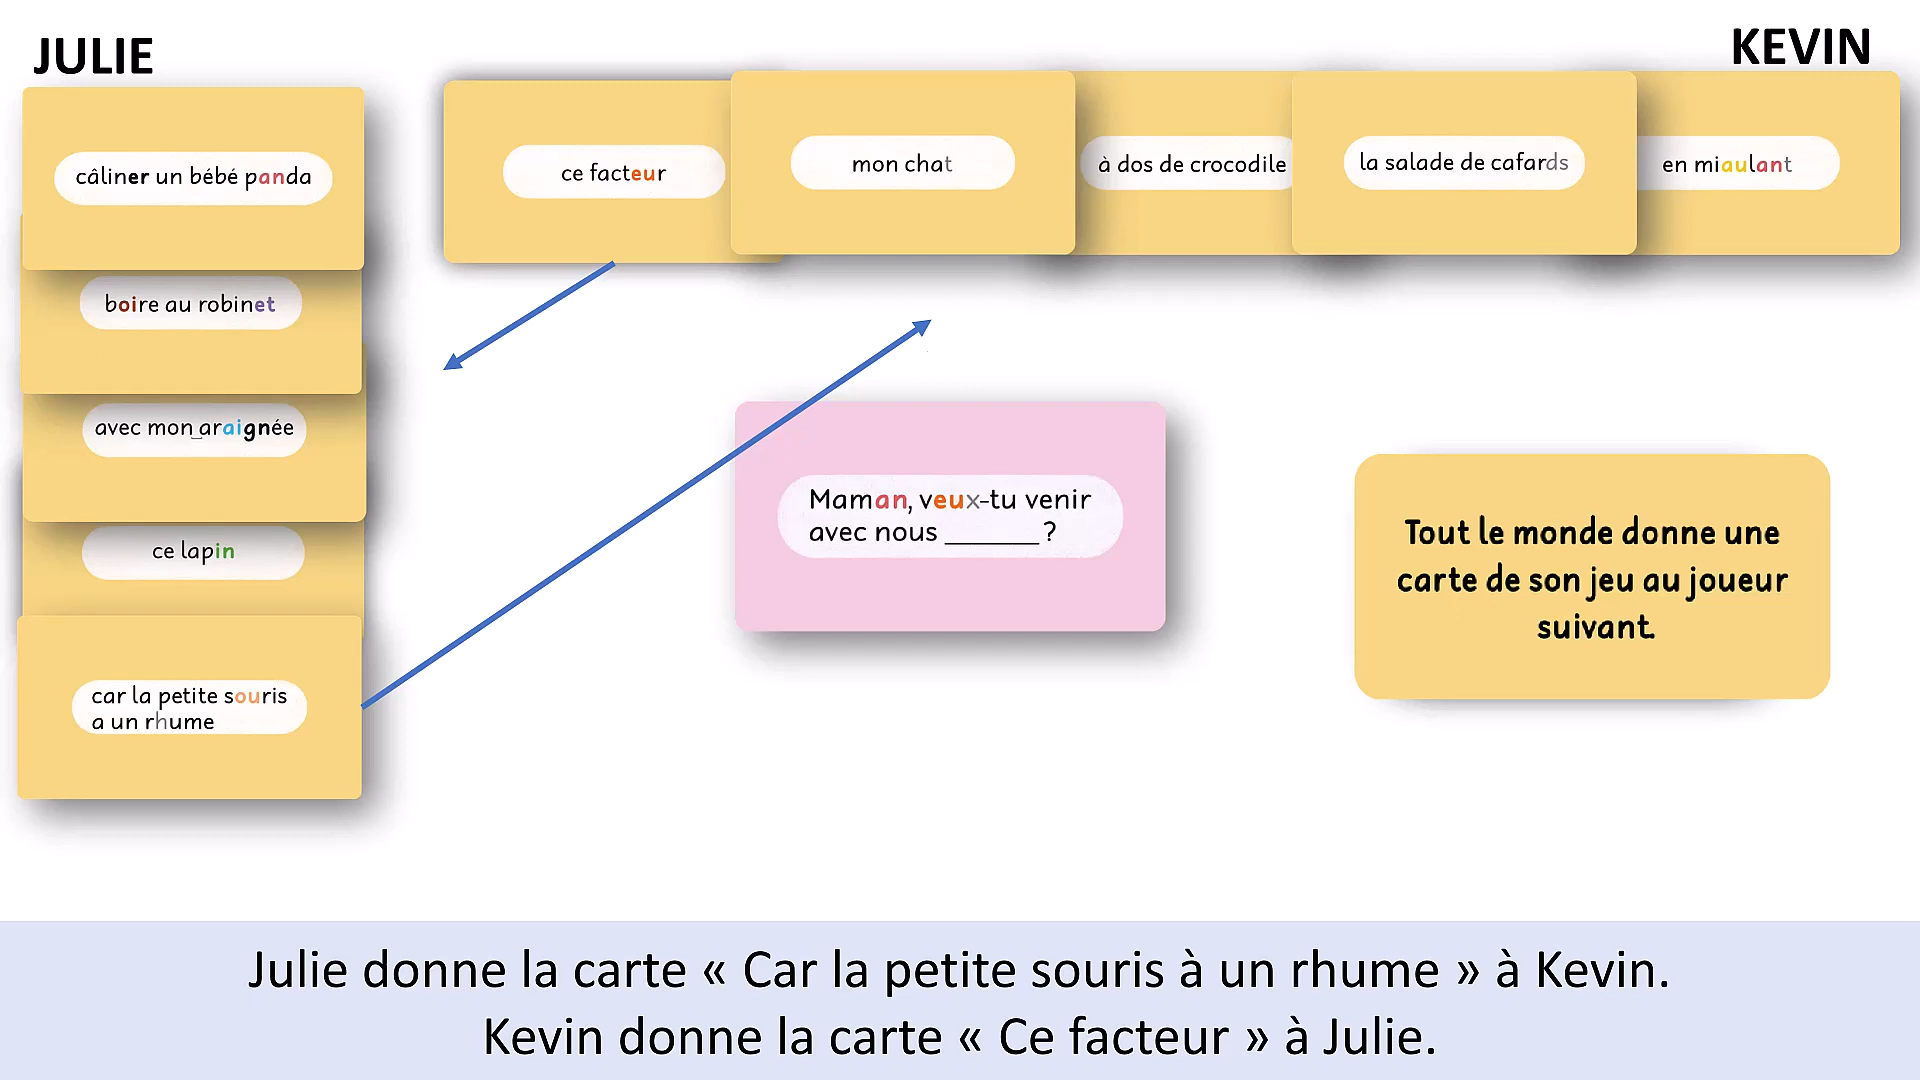 JULIE
KEVIN
câliner un bébé panda
boire au robinet
avec mon‿araignée
ce lapin
car la petite souris
a un rhume
ce facteur
mon chat
à dos de crocodile
la salade de cafards
en miaulant
Maman, veux-tu venir
avec nous _______ ?
Tout le monde donne une
carte de son jeu au joueur
suivant.
Julie donne la carte « Car la petite souris à un rhume » à Kevin.
Kevin donne la carte « Ce facteur » à Julie.